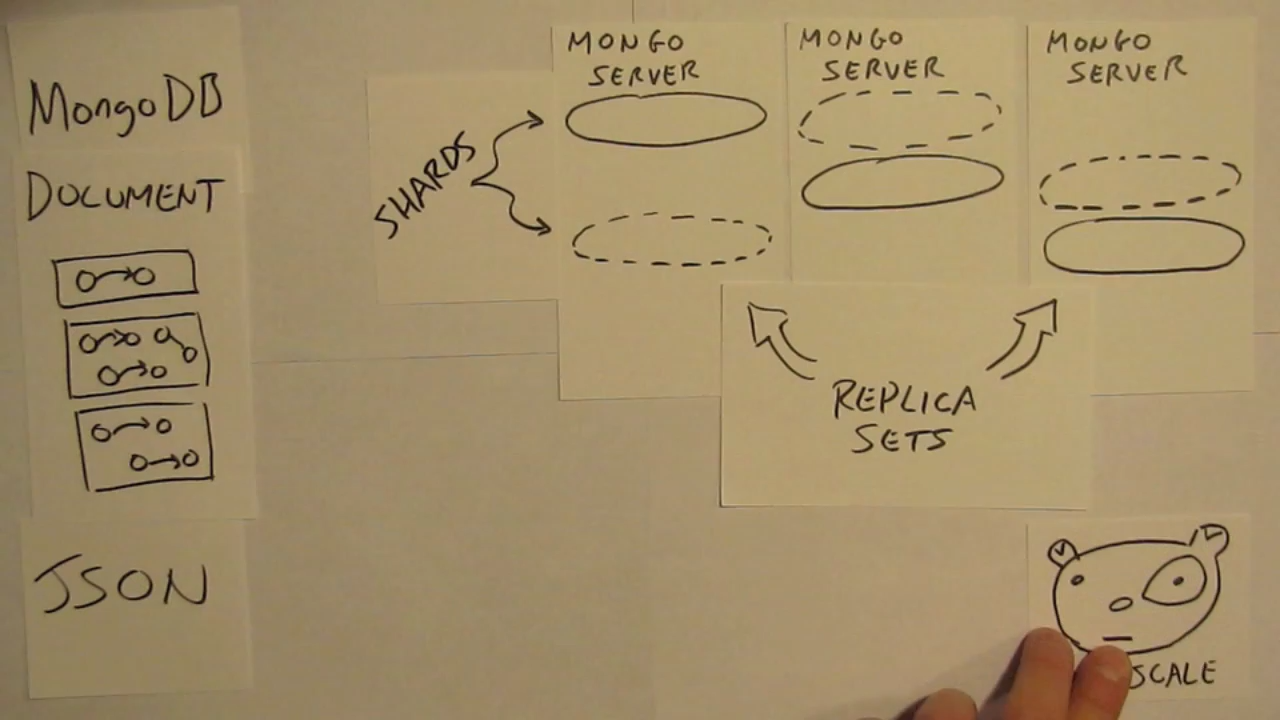 MongoDB
DOCUMENT
JSON
SHARDS
MONGO
SERVER
MONGO
SERVER
MONGO
SERVER
REPLICA
SETS
SCALE